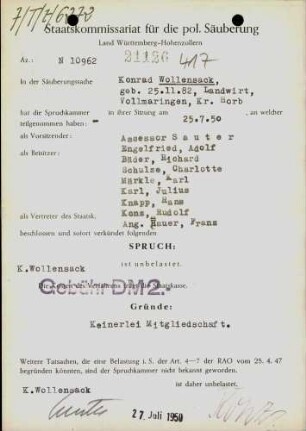 7/T/T/6272
Staatskommissariat für die pol. Säuberung
Land Württemberg-Hohenzollern
21126
417
Az.: N 10962
In der Säuberungssache Konrad Wollensack,
geb. 25.11.82, Landwirt,
Vollmaringen, Kr. Horb
hat die Spruchkammer in ihrer Sitzung am 25.7.50, an welcher
teilgenommen haben:
als Vorsitzender: Assessor Sauter
als Beisitzer: Engelfried, Adolf
Bäder, Richard
Schulze, Charlotte
Märkle, Karl
Karl, Julius
Knapp, Hans
als Vertreter des Staatsk. Kons, Rudolf
Ang. Hauer, Franz
beschlossen und sofort verkündet folgenden
SPRUCH:
K.Wollensack ist unbelastet.
Die Kosten des Verfahrens trägt die Staatskasse.
Gebühr DM 2.-
Gründe:
Keinerlei Mitgliedschaft.
Weitere Tatsachen, die eine Belastung i. S. der Art. 4—7 der RAO vom 25. 4. 47
begründen könnten, sind der Spruchkammer nicht bekannt geworden.
K.Wollensack ist daher unbelastet.
27. Juli 1950